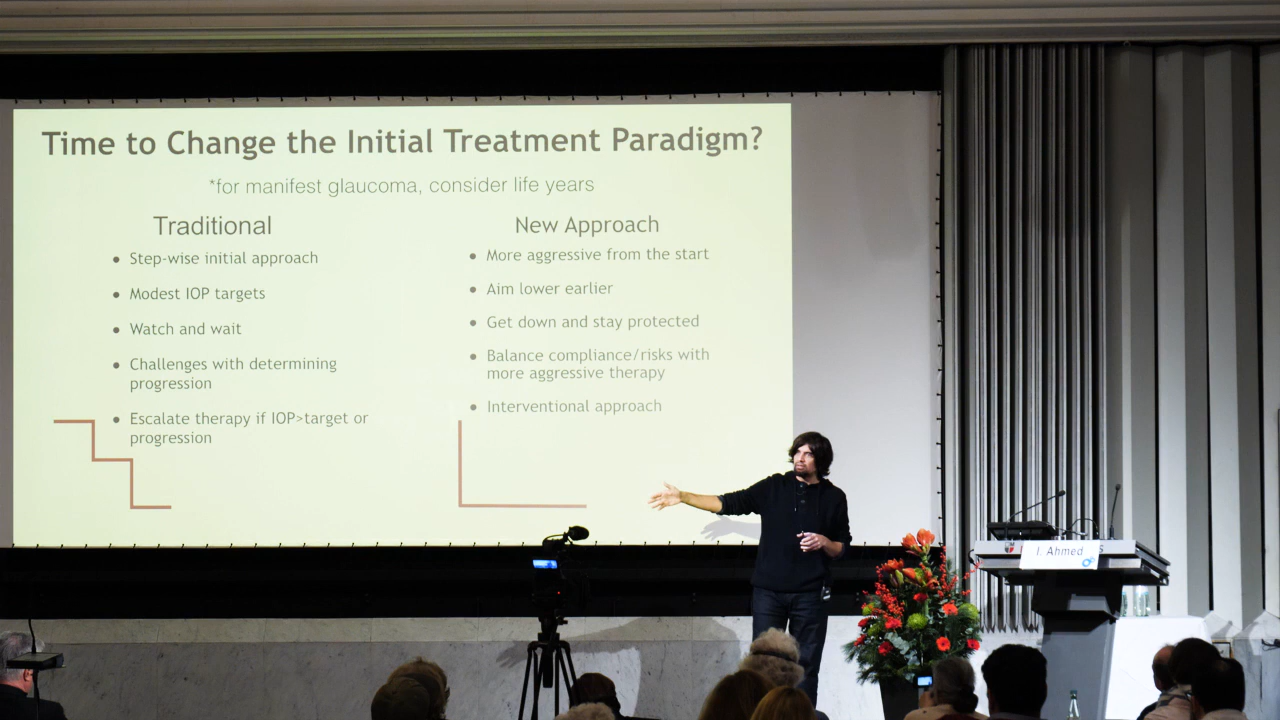 Time to Change the Initial Treatment Paradigm?
*for manifest glaucoma, consider life years
Traditional
• Step-wise initial approach
• Modest IOP targets
• Watch and wait
• Challenges with determining
progression
• Escalate therapy if IOP>target or
progression
New Approach
• More aggressive from the start
• Aim lower earlier
• Get down and stay protected
• Balance compliance/risks with
more aggressive therapy
• Interventional approach
I. Ahmed